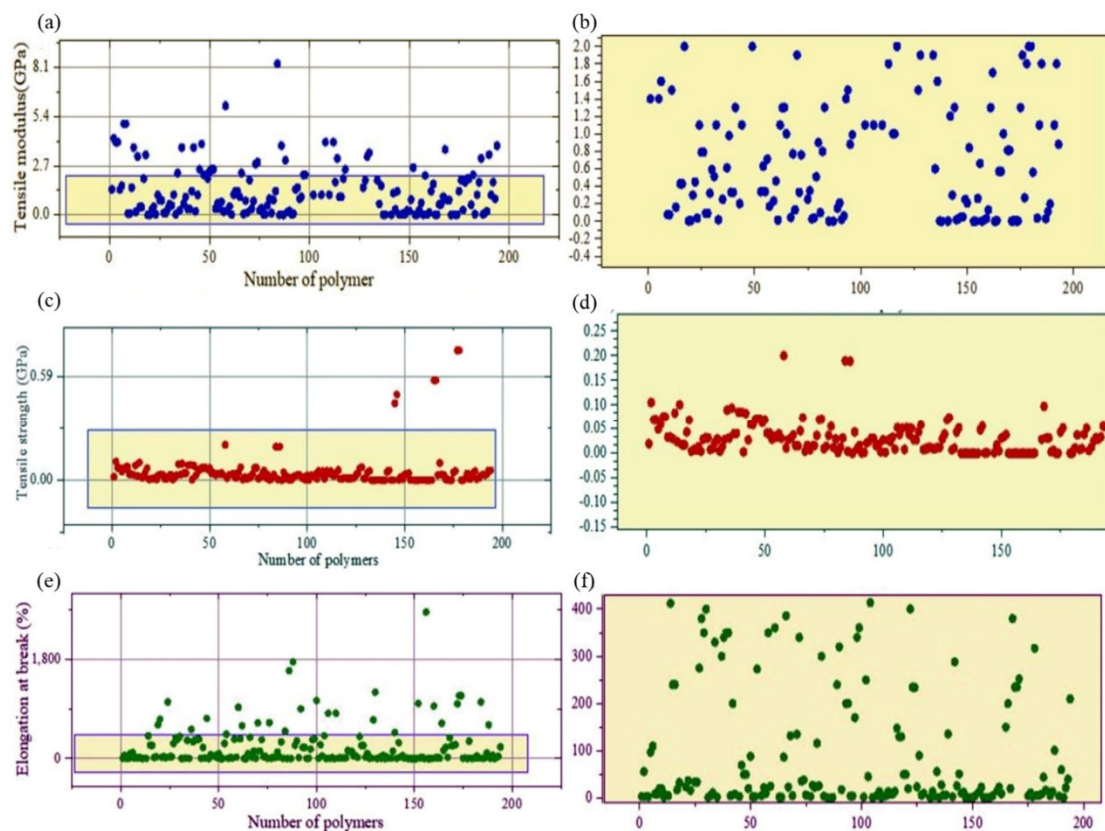 (a)
Tensile modulus(GPa)
8.1
5.4
2.7
0.0
0 50 100 150 200
Number of polymer
(b)
2.0
1.8
1.6
1.4
1.2
1.0
0.8
0.6
0.4
0.2
0.0
-0.2
-0.4
0 50 100 150 200
(c)
Tensile strength (GPa)
0.59
0.00
0 50 100 150 200
Number of polymers
(d)
0.25
0.20
0.15
0.10
0.05
0.00
-0.05
-0.10
-0.15
0 50 100 150
(e)
Elongation at break (%)
1,800
0
0 50 100 150 200
Number of polymers
(f)
400
300
200
100
0
0 50 100 150 200